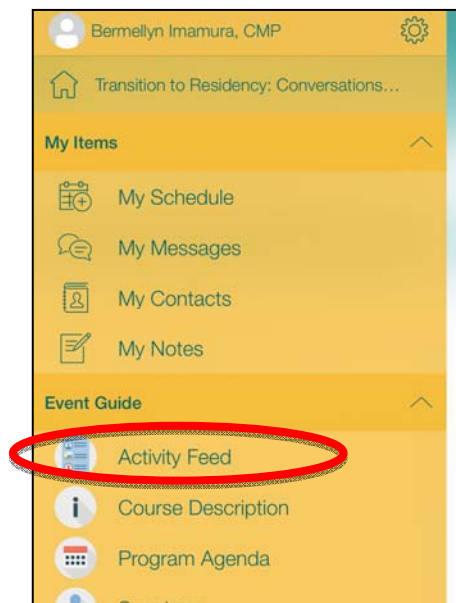 Bermellyn Imamura, CMP
Transition to Residency: Conversations...
My Items
My Schedule
My Messages
My Contacts
My Notes
Event Guide
Activity Feed
Course Description
Program Agenda